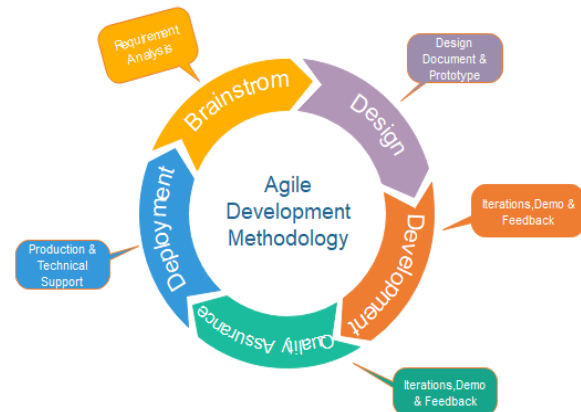 Requirement
Analysis
Brainstrom
Design
Document &
Prototype
Design
Agile
Development
Methodology
Iterations,Demo &
Feedback
Development
Production &
Technical
Support
Deployment
Quality Assurance
Iterations,Demo
& Feedback